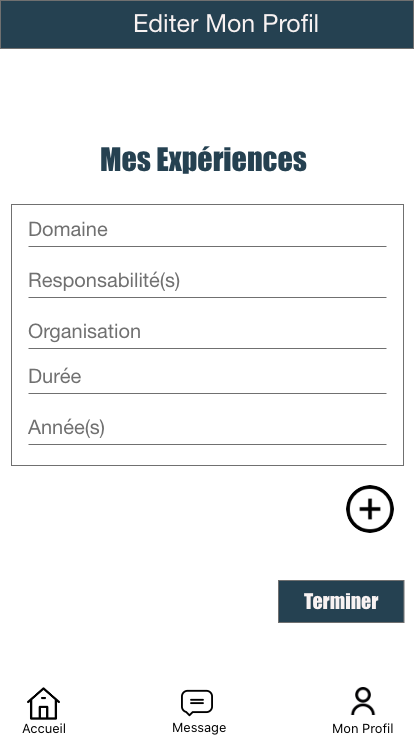 Editer Mon Profil
Mes Expériences
Domaine
Responsabilité(s)
Organisation
Durée
Année(s)
Terminer
Accueil
Message
Mon Profil